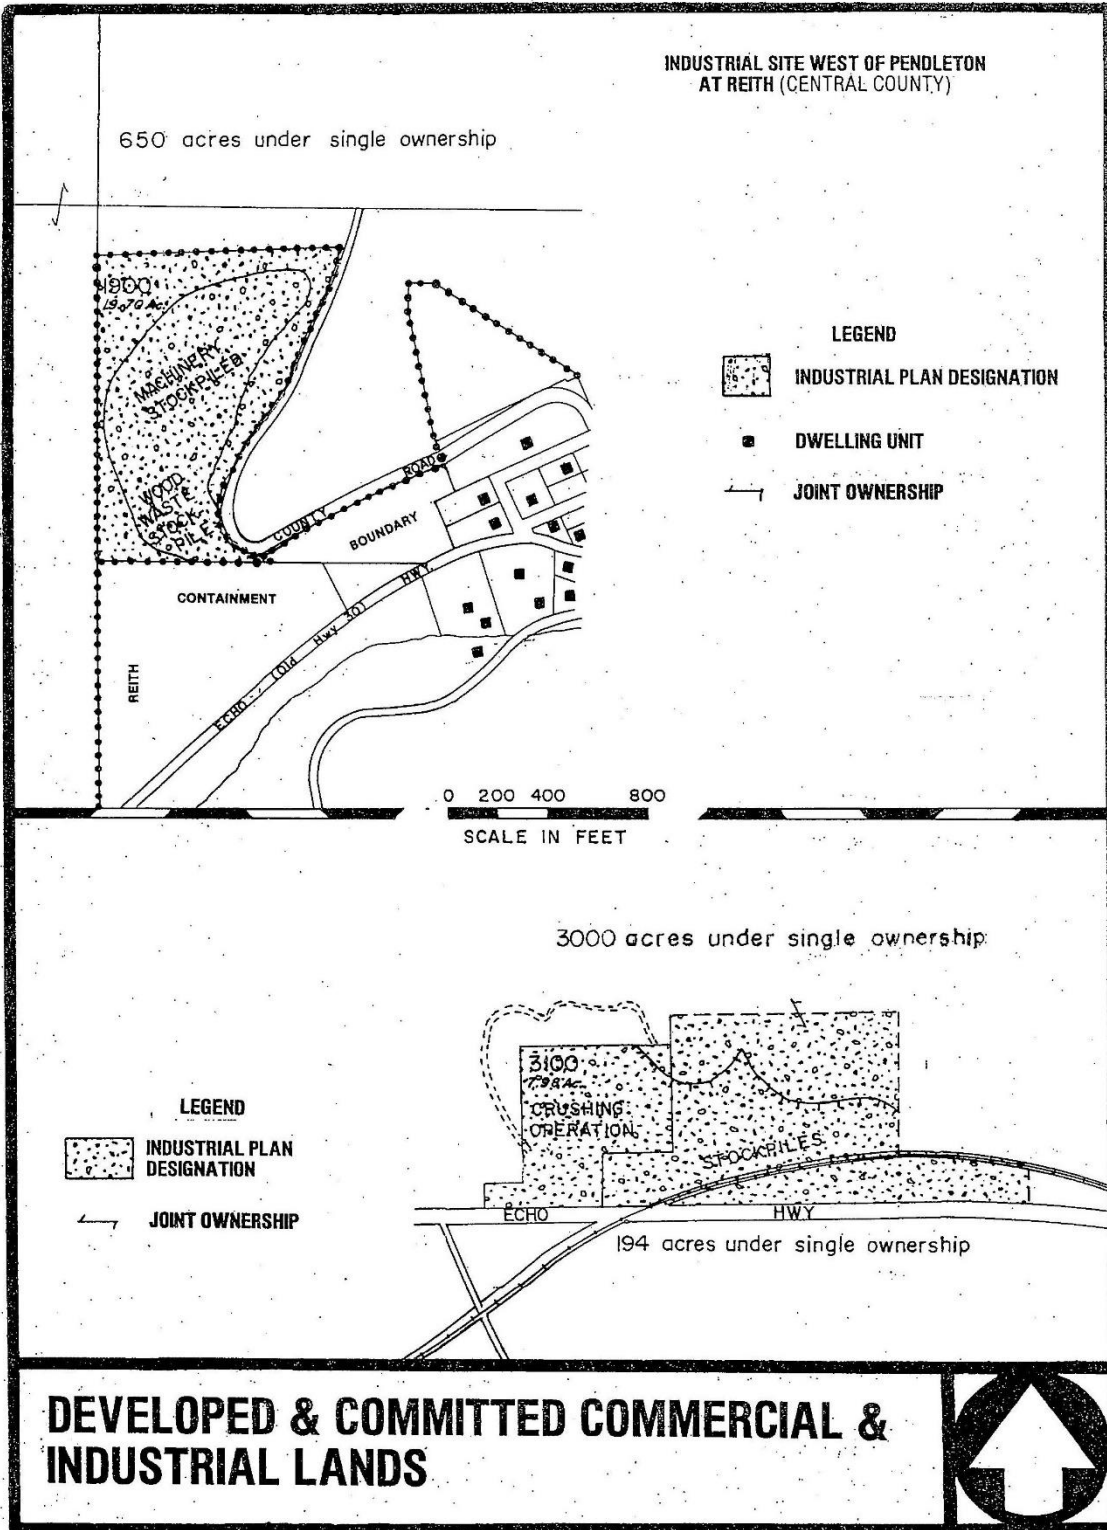 INDUSTRIAL SITE WEST OF PENDLETON
AT REITH (CENTRAL COUNTY)
650 acres under single ownership
1900
19.70 Ac.
MACHINERY
STOCKPILED
WOOD
WASTE
STOCK
PILE
COUNTY ROAD
BOUNDARY
CONTAINMENT
REITH
ECHO (Old Hwy 30) HWY.
LEGEND
INDUSTRIAL PLAN DESIGNATION
DWELLING UNIT
JOINT OWNERSHIP
0 200 400 800
SCALE IN FEET
3000 acres under single ownership
3100
7.98 Ac.
CRUSHING
OPERATION
STOCKPILES
ECHO HWY
194 acres under single ownership
LEGEND
INDUSTRIAL PLAN
DESIGNATION
JOINT OWNERSHIP
DEVELOPED & COMMITTED COMMERCIAL &
INDUSTRIAL LANDS